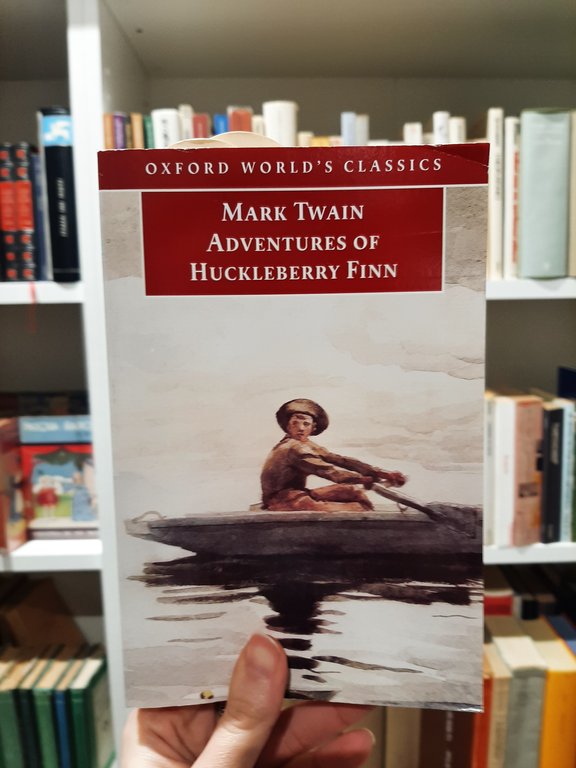 OXFORD WORLD'S CLASSICS
MARK TWAIN
ADVENTURES OF
HUCKLEBERRY FINN